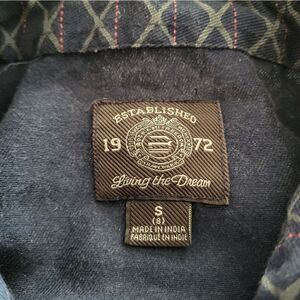 ESTABLISHED
19 72
Living the Dream
S
(8)
MADE IN INDIA
FABRIQUÉ EN INDE